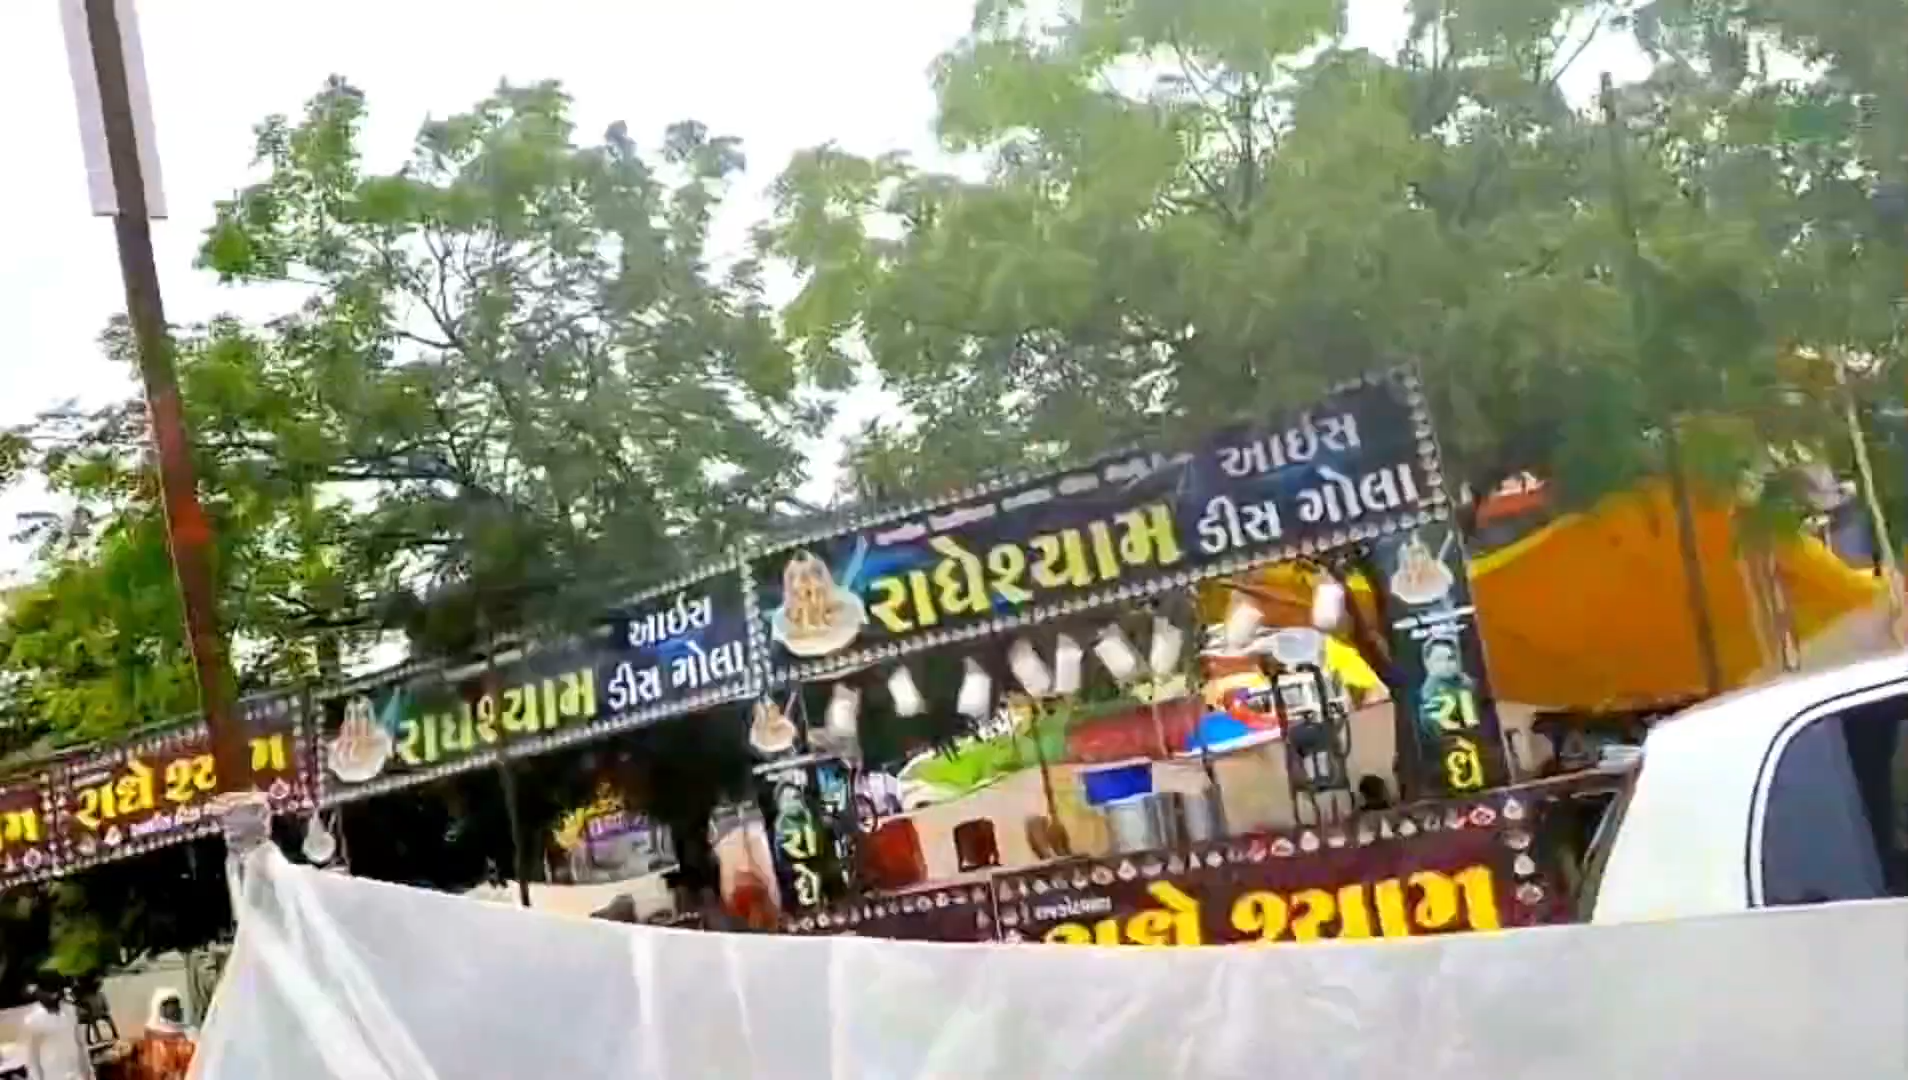 આઈસ
રાધેશ્યામ ડીસ ગોલા
આઈસ
રાધેશ્યામ ડીસ ગોલા
રાધે
રા
ધે
રા
ધે
રાધે શ્યામ